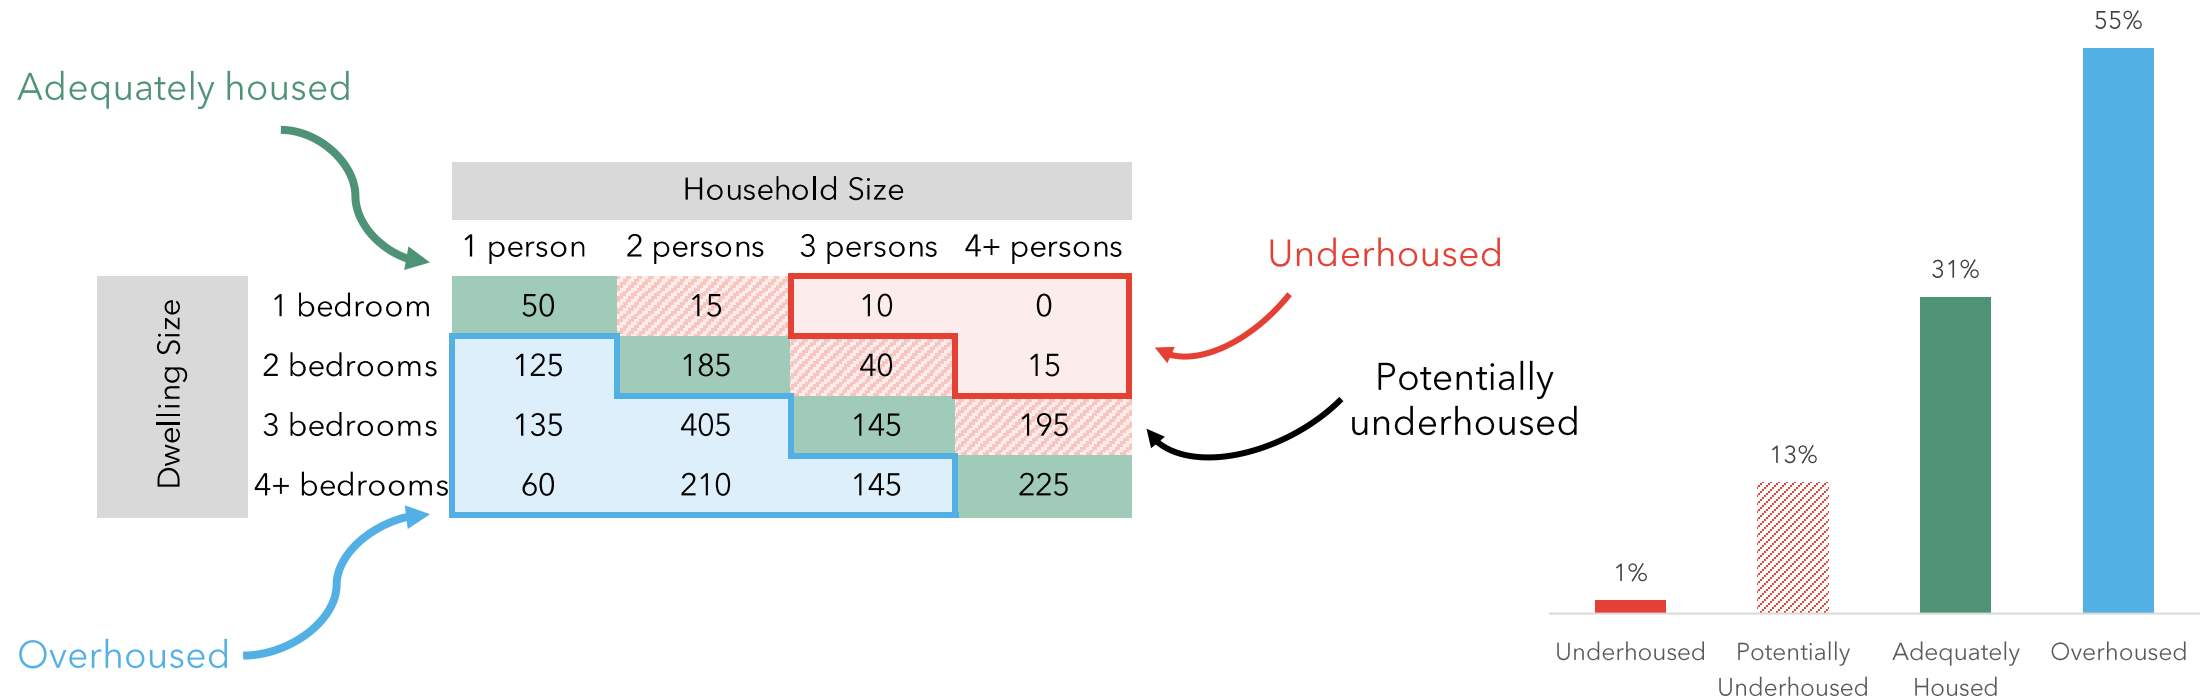 Adequately housed
Household Size
1 person 2 persons 3 persons 4+ persons
Dwelling Size
1 bedroom 50 15 10 0
2 bedrooms 125 185 40 15
3 bedrooms 135 405 145 195
4+ bedrooms 60 210 145 225
Overhoused
Underhoused
Potentially
underhoused
1%
13%
31%
55%
Underhoused
Potentially
Underhoused
Adequately
Housed
Overhoused